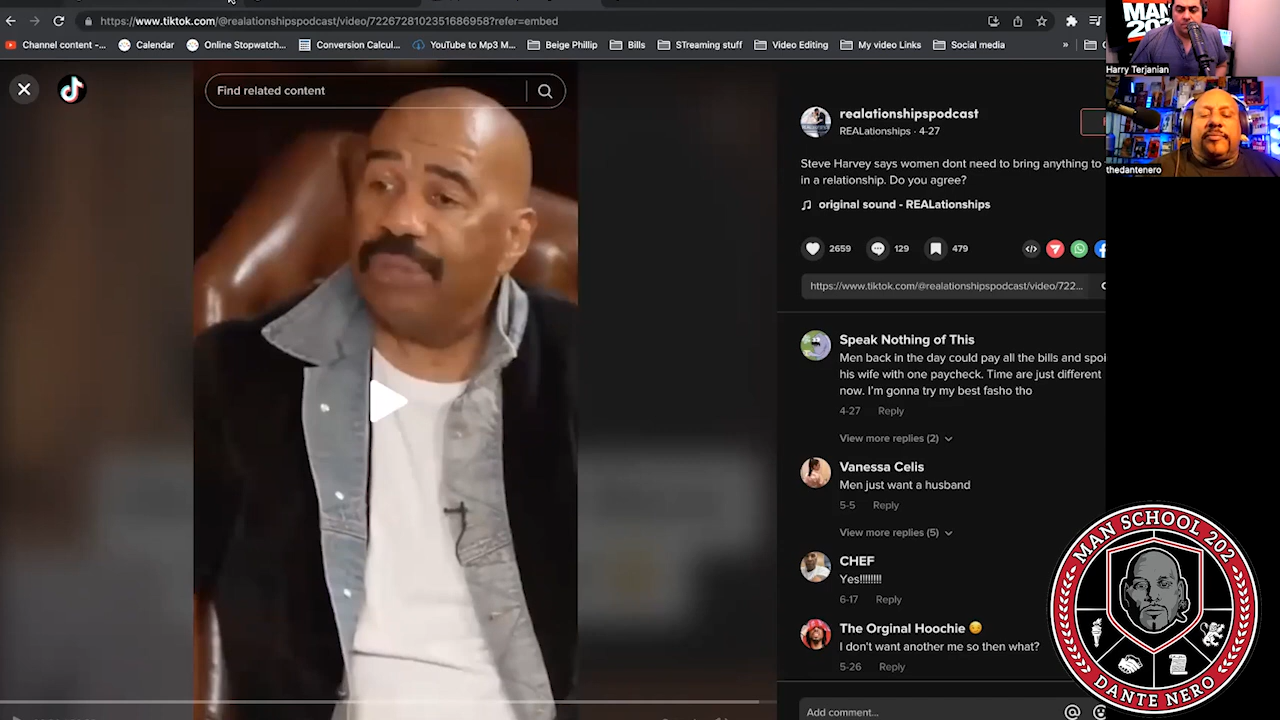 https://www.tiktok.com/@realationshipspodcast/video/7226728102351686958?refer=embed
Channel content -...
Calendar
Online Stopwatch...
Conversion Calcul...
YouTube to Mp3 M...
Beige Phillip
Bills
STreaming stuff
Video Editing
My video Links
Social media
»
MAN
202
Harry Terjanian
thedantenero
Find related content
realationshipspodcast
REALationships · 4-27
Steve Harvey says women dont need to bring anything to
in a relationship. Do you agree?
original sound - REALationships
2659
129
479
https://www.tiktok.com/@realationshipspodcast/video/722...
Speak Nothing of This
Men back in the day could pay all the bills and spoi
his wife with one paycheck. Time are just different
now. I'm gonna try my best fasho tho
4-27 Reply
View more replies (2)
Vanessa Celis
Men just want a husband
5-5 Reply
View more replies (5)
CHEF
Yes!!!!!!!!
6-17 Reply
The Orginal Hoochie 😉
I don't want another me so then what?
5-26 Reply
Add comment...
MAN SCHOOL 202
DANTE NERO